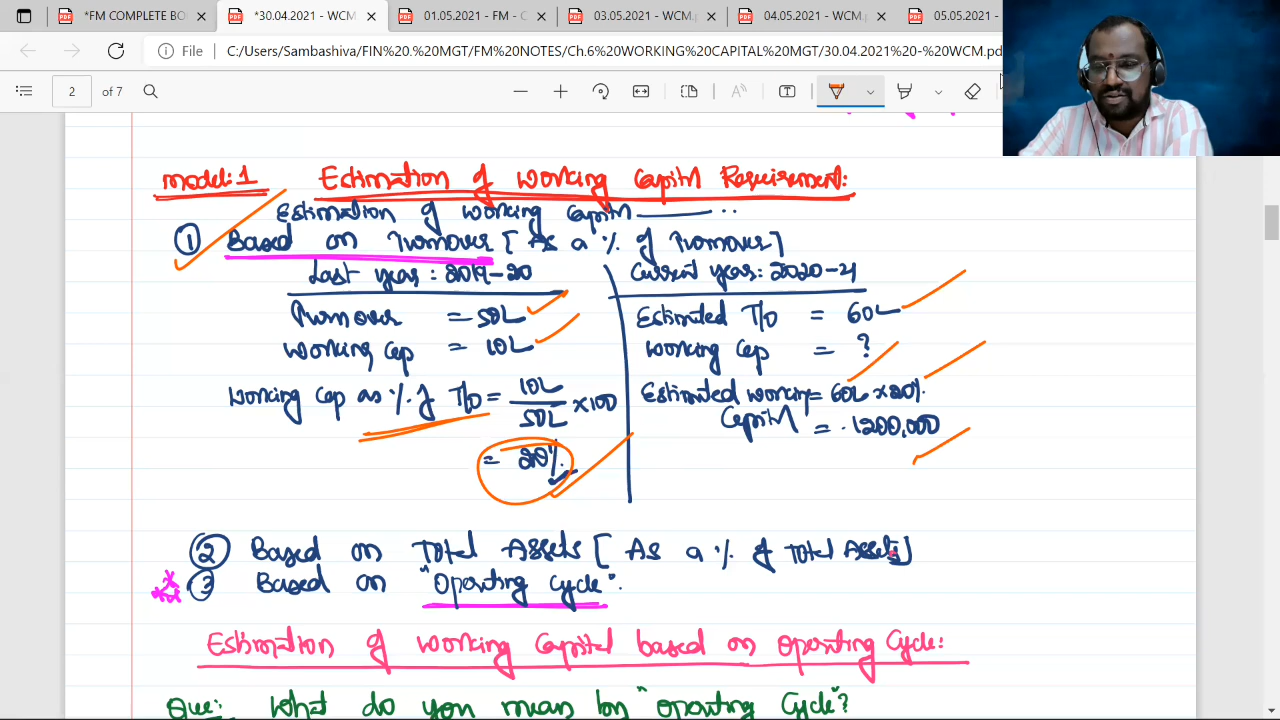 *FM COMPLETE BO
*30.04.2021 - WCM
01.05.2021 - FM - C
03.05.2021 - WCM.p
04.05.2021 - WCM.p
05.05.2021 -
File C:/Users/Sambashiva/FIN%20.%20MGT/FM%20NOTES/Ch.6%20WORKING%20CAPITAL%20MGT/30.04.2021%20-%20WCM.pd
2 of 7
Model:1 Estimation of Working Capital Requirement:
Estimation of working Capital ——— ..
① Based on Turnover [As a % of Turnover]
Last year: 2019-20
Current year: 2020-21
Turnover = 50L
Estimated T/o = 60L
Working Cap = 10L
Working Cap = ?
Working Cap as % of T/o = 10L/50L ×100
= 20%
Estimated working Capital = 60L × 20%
= 1200,000
② Based on Total Assets [As a % of Total Assets]
③ Based on "Operating Cycle".
Estimation of Working Capital based on Operating Cycle:
Que: What do you mean by "Operating Cycle"?